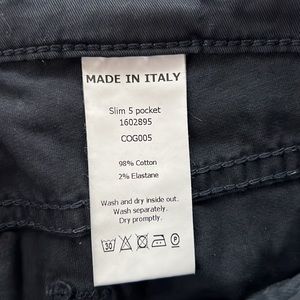 MADE IN ITALY
Slim 5 pocket
1602895
COG005
98% Cotton
2% Elastane
Wash and dry inside out.
Wash separately.
Dry promptly.
30 P